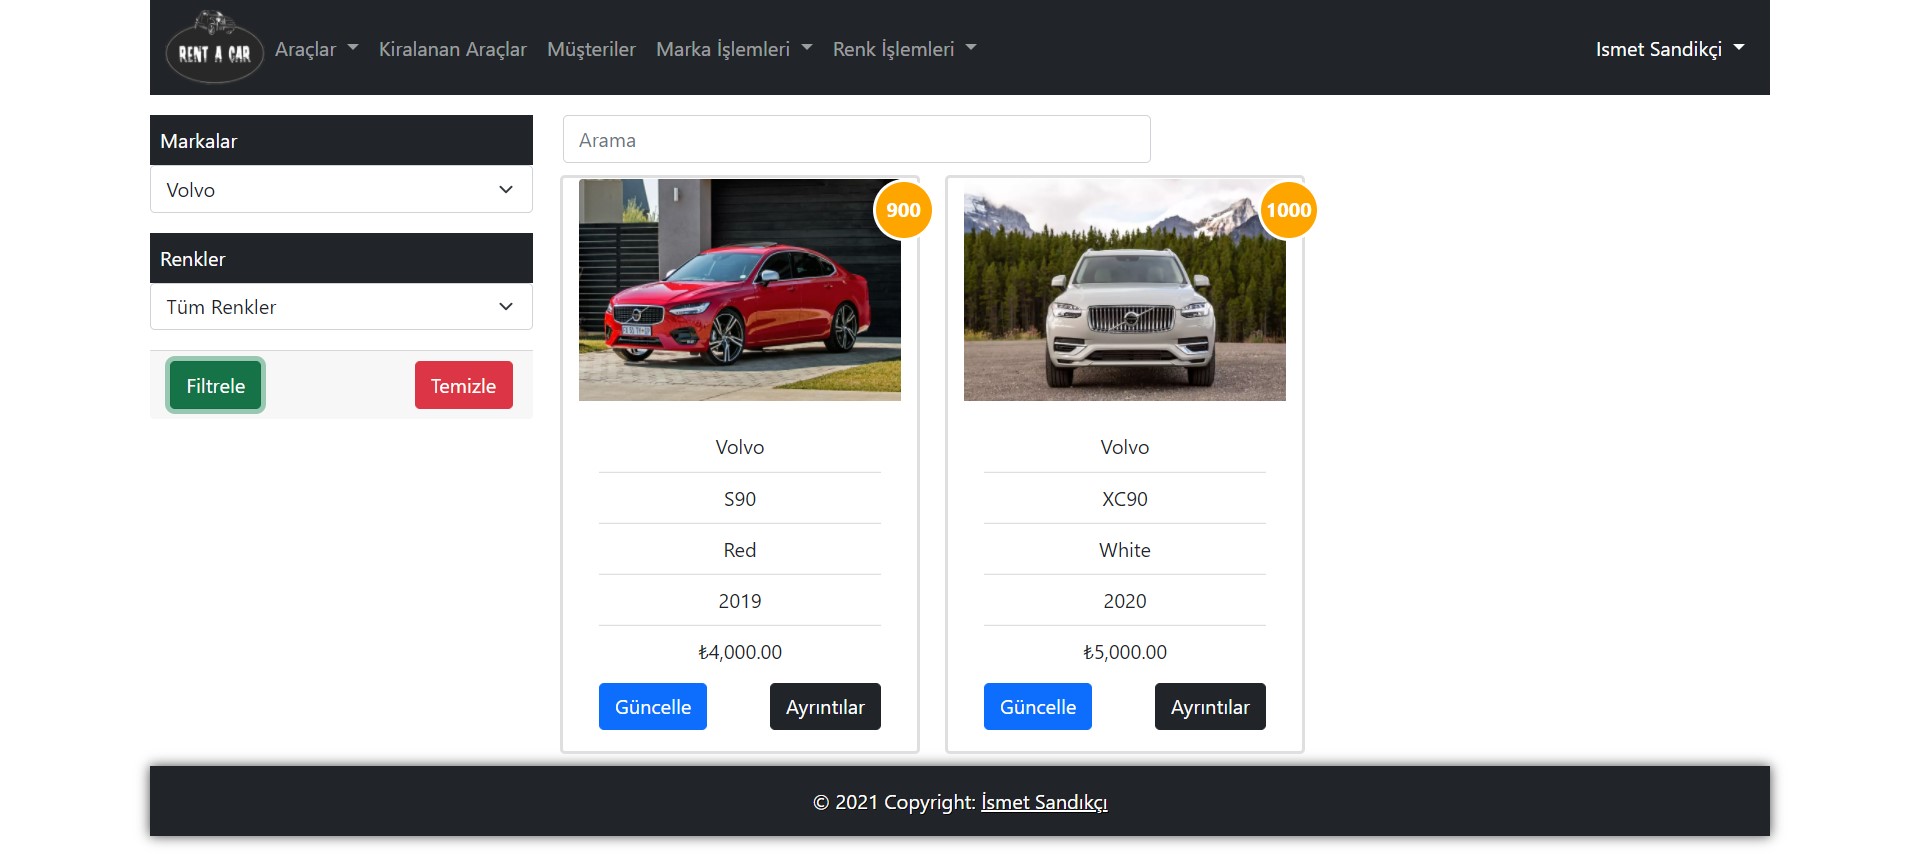 RENT A CAR
Araçlar
Kiralanan Araçlar
Müşteriler
Marka İşlemleri
Renk İşlemleri
Ismet Sandikçi
Markalar
Volvo
Renkler
Tüm Renkler
Filtrele
Temizle
Arama
900
Volvo
S90
Red
2019
₺4,000.00
Güncelle
Ayrıntılar
1000
Volvo
XC90
White
2020
₺5,000.00
Güncelle
Ayrıntılar
© 2021 Copyright: İsmet Sandıkçı